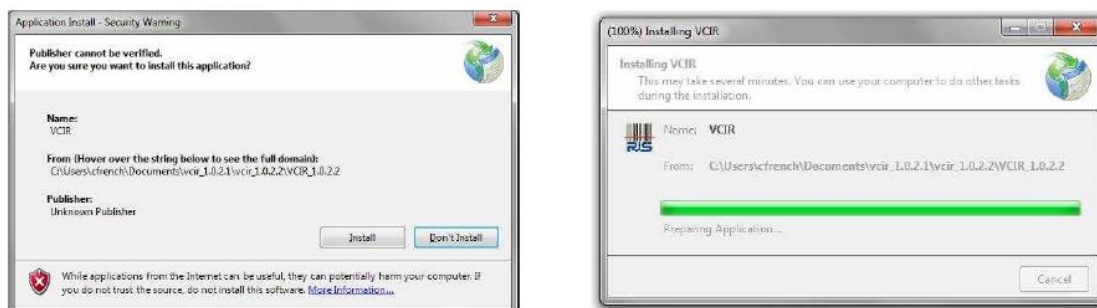 Application Install - Security Warning
Publisher cannot be verified.
Are you sure you want to install this application?
Name:
VCIR
From (Hover over the string below to see the full domain):
C:\Users\cfrench\Documents\vcir_1.0.2.1\vcir_1.0.2.2\VCIR_1.0.2.2
Publisher:
Unknown Publisher
Install
Don't Install
While applications from the Internet can be useful, they can potentially harm your computer. If
you do not trust the source, do not install this software. More Information...
(100%) Installing VCIR
Installing VCIR
This may take several minutes. You can use your computer to do other tasks
during the installation.
RIS
Name: VCIR
From: C:\Users\cfrench\Documents\vcir_1.0.2.1\vcir_1.0.2.2\VCIR_1.0.2.2
Preparing Application...
Cancel